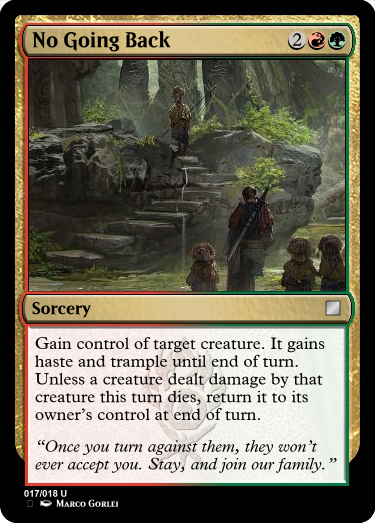 No Going Back
2
Sorcery
Gain control of target creature. It gains
haste and trample until end of turn.
Unless a creature dealt damage by that
creature this turn dies, return it to its
owner's control at end of turn.
“Once you turn against them, they won't
ever accept you. Stay, and join our family.”
017/018 U
Marco Gorlei